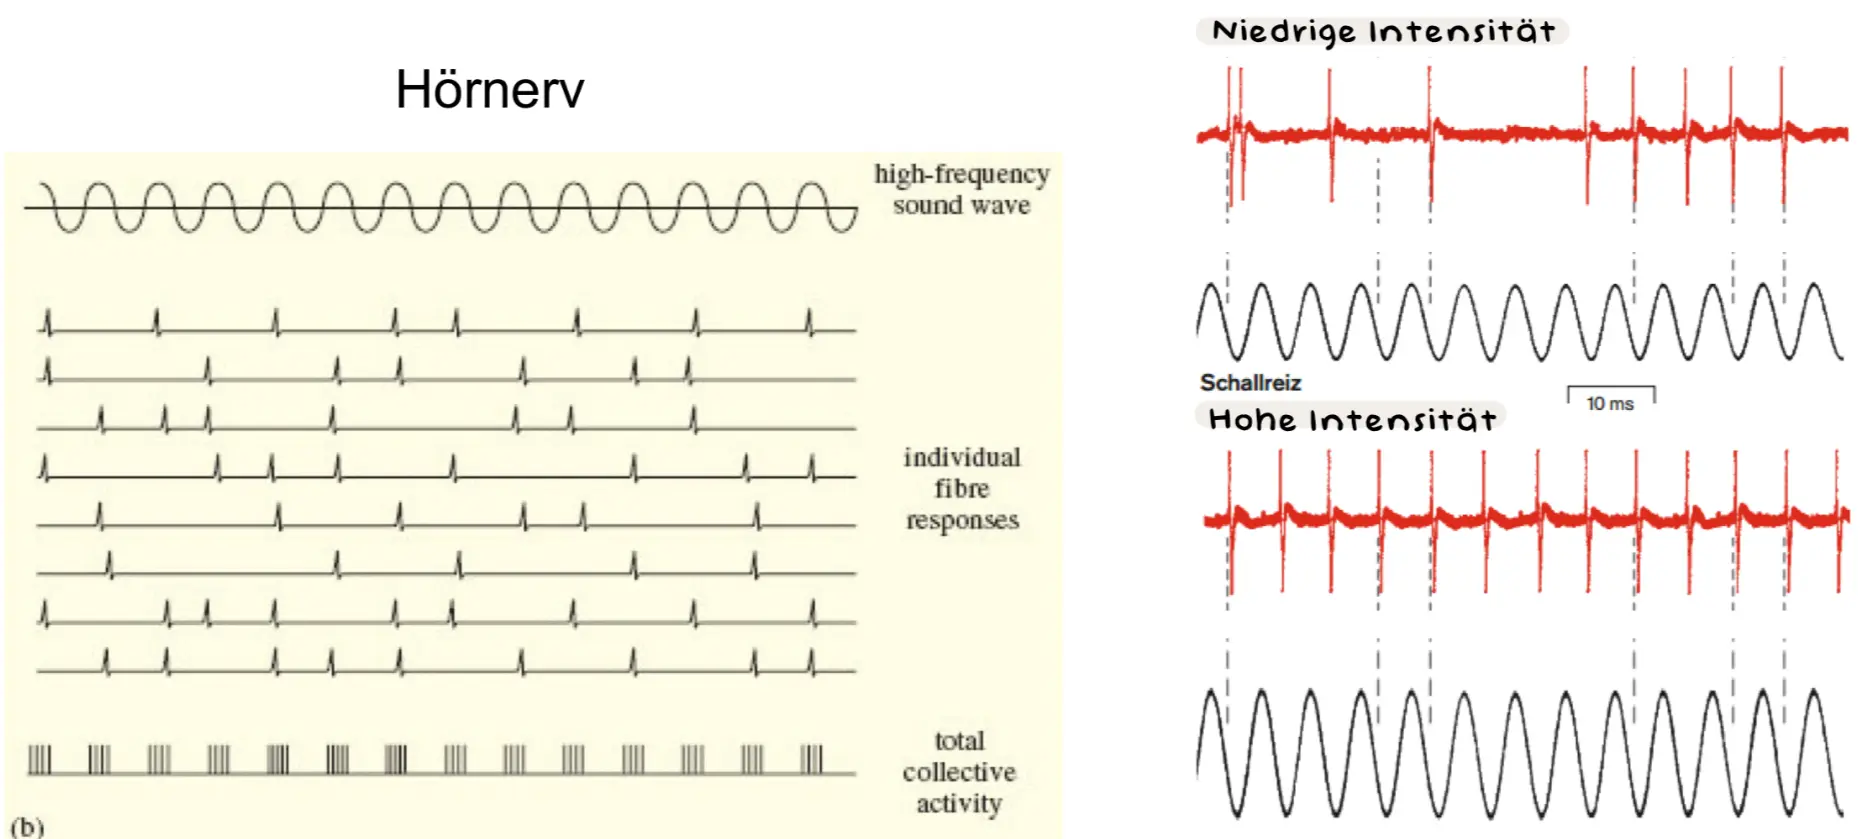 Hörnerv
high-frequency
sound wave
individual
fibre
responses
total
collective
activity
(b)
Niedrige Intensität
Schallreiz
10 ms
Hohe Intensität